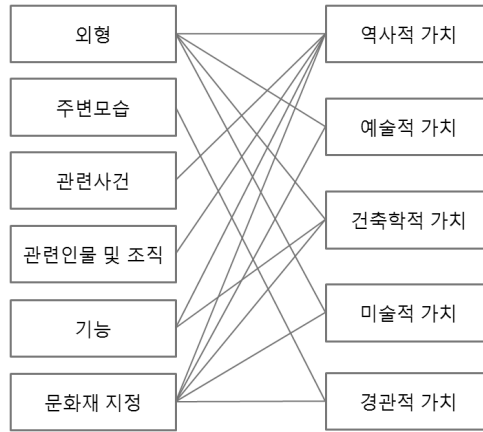 외형
주변모습
관련사건
관련인물 및 조직
기능
문화재 지정
역사적 가치
예술적 가치
건축학적 가치
미술적 가치
경관적 가치